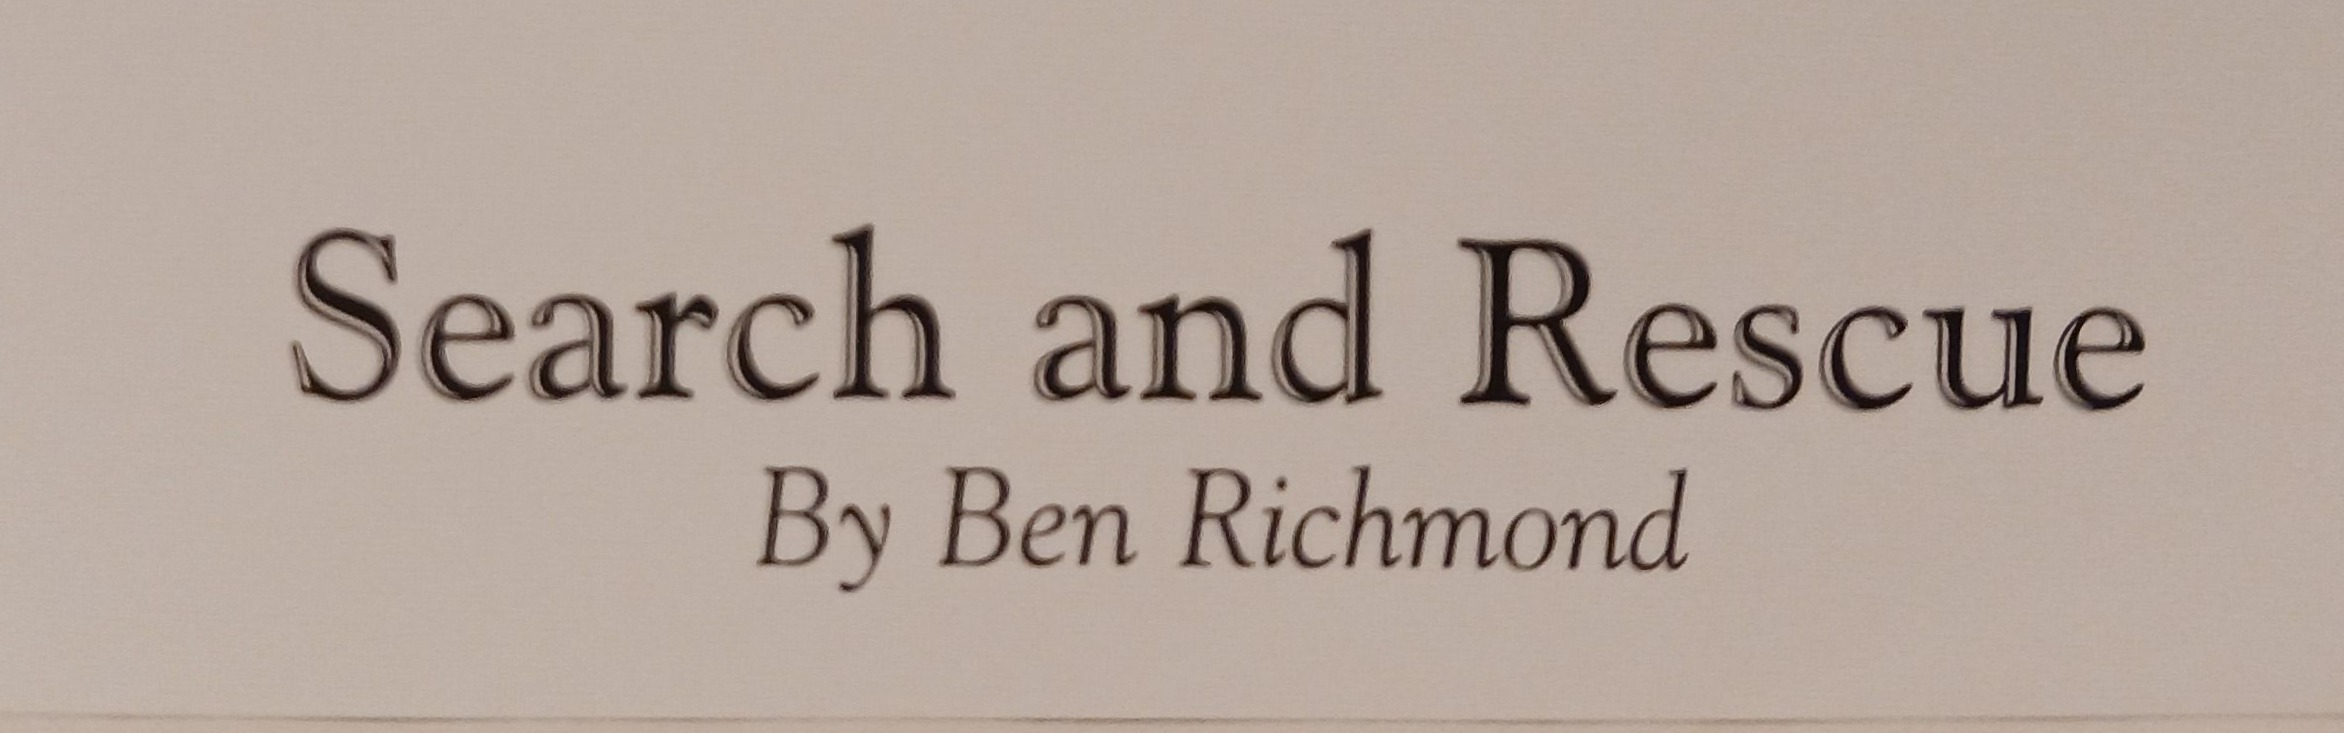 Search and Rescue
By Ben Richmond